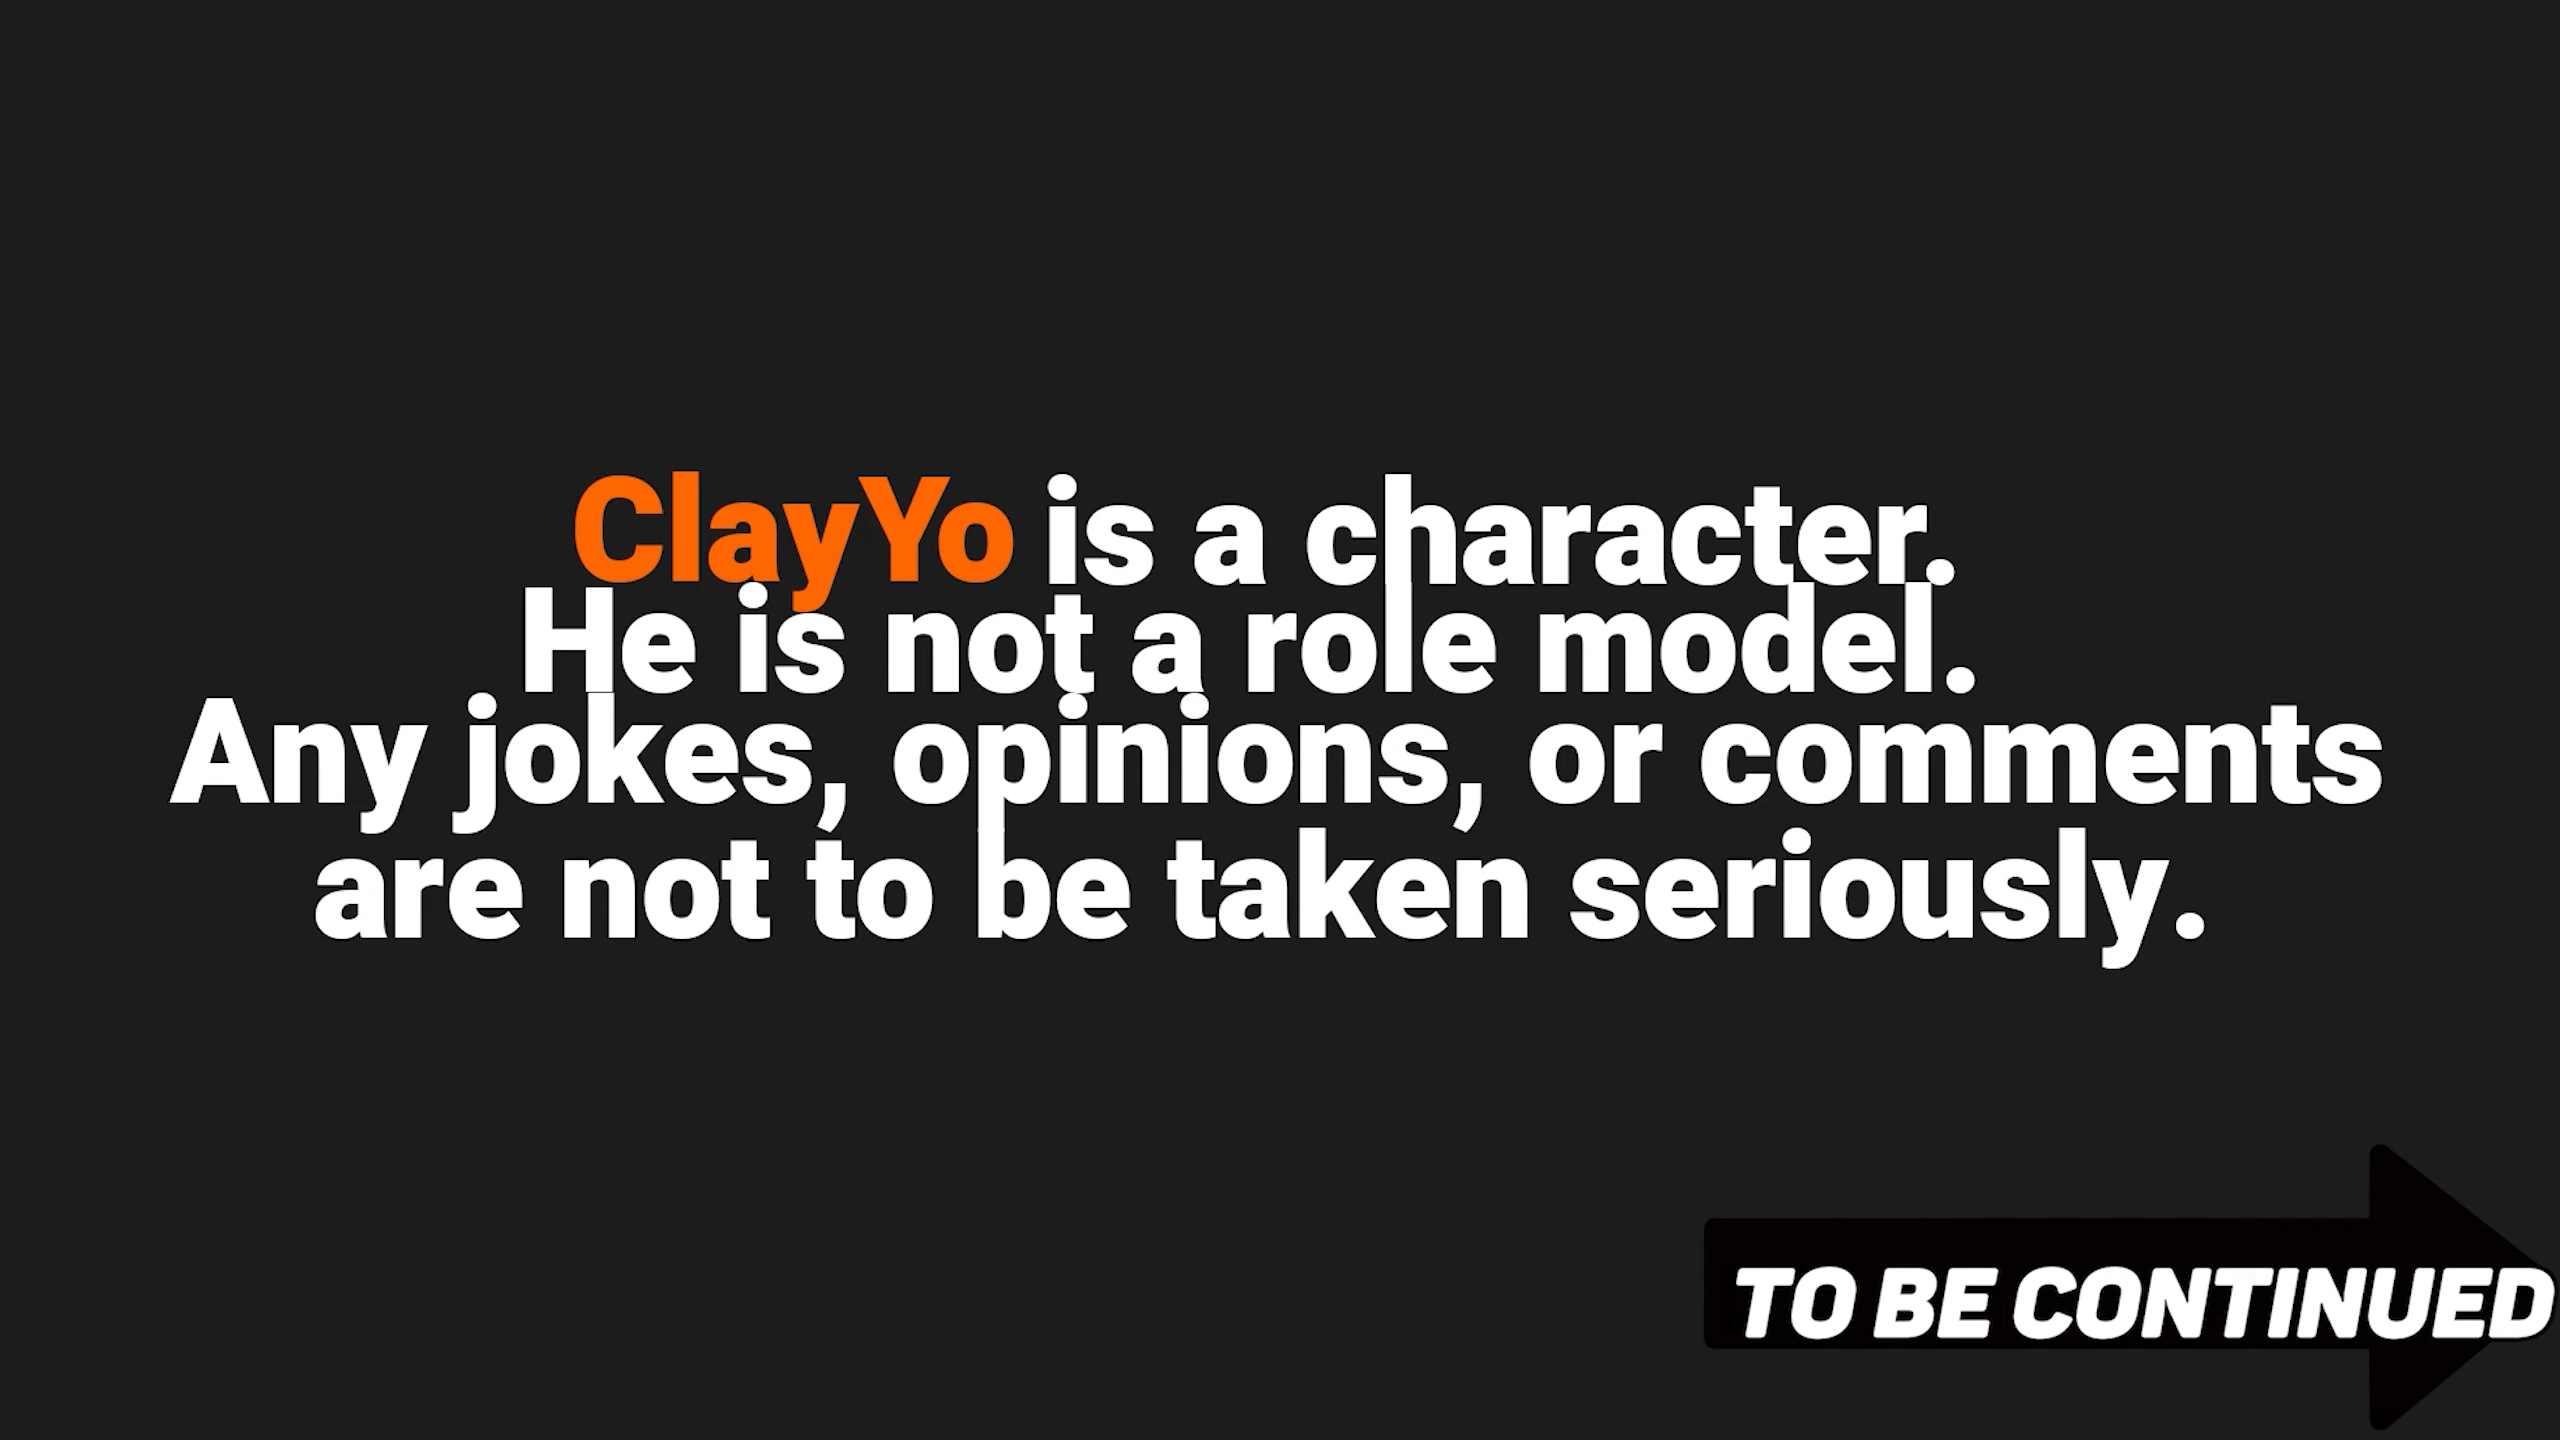 ClayYo is a character.
He is not a role model.
Any jokes, opinions, or comments
are not to be taken seriously.
TO BE CONTINUED